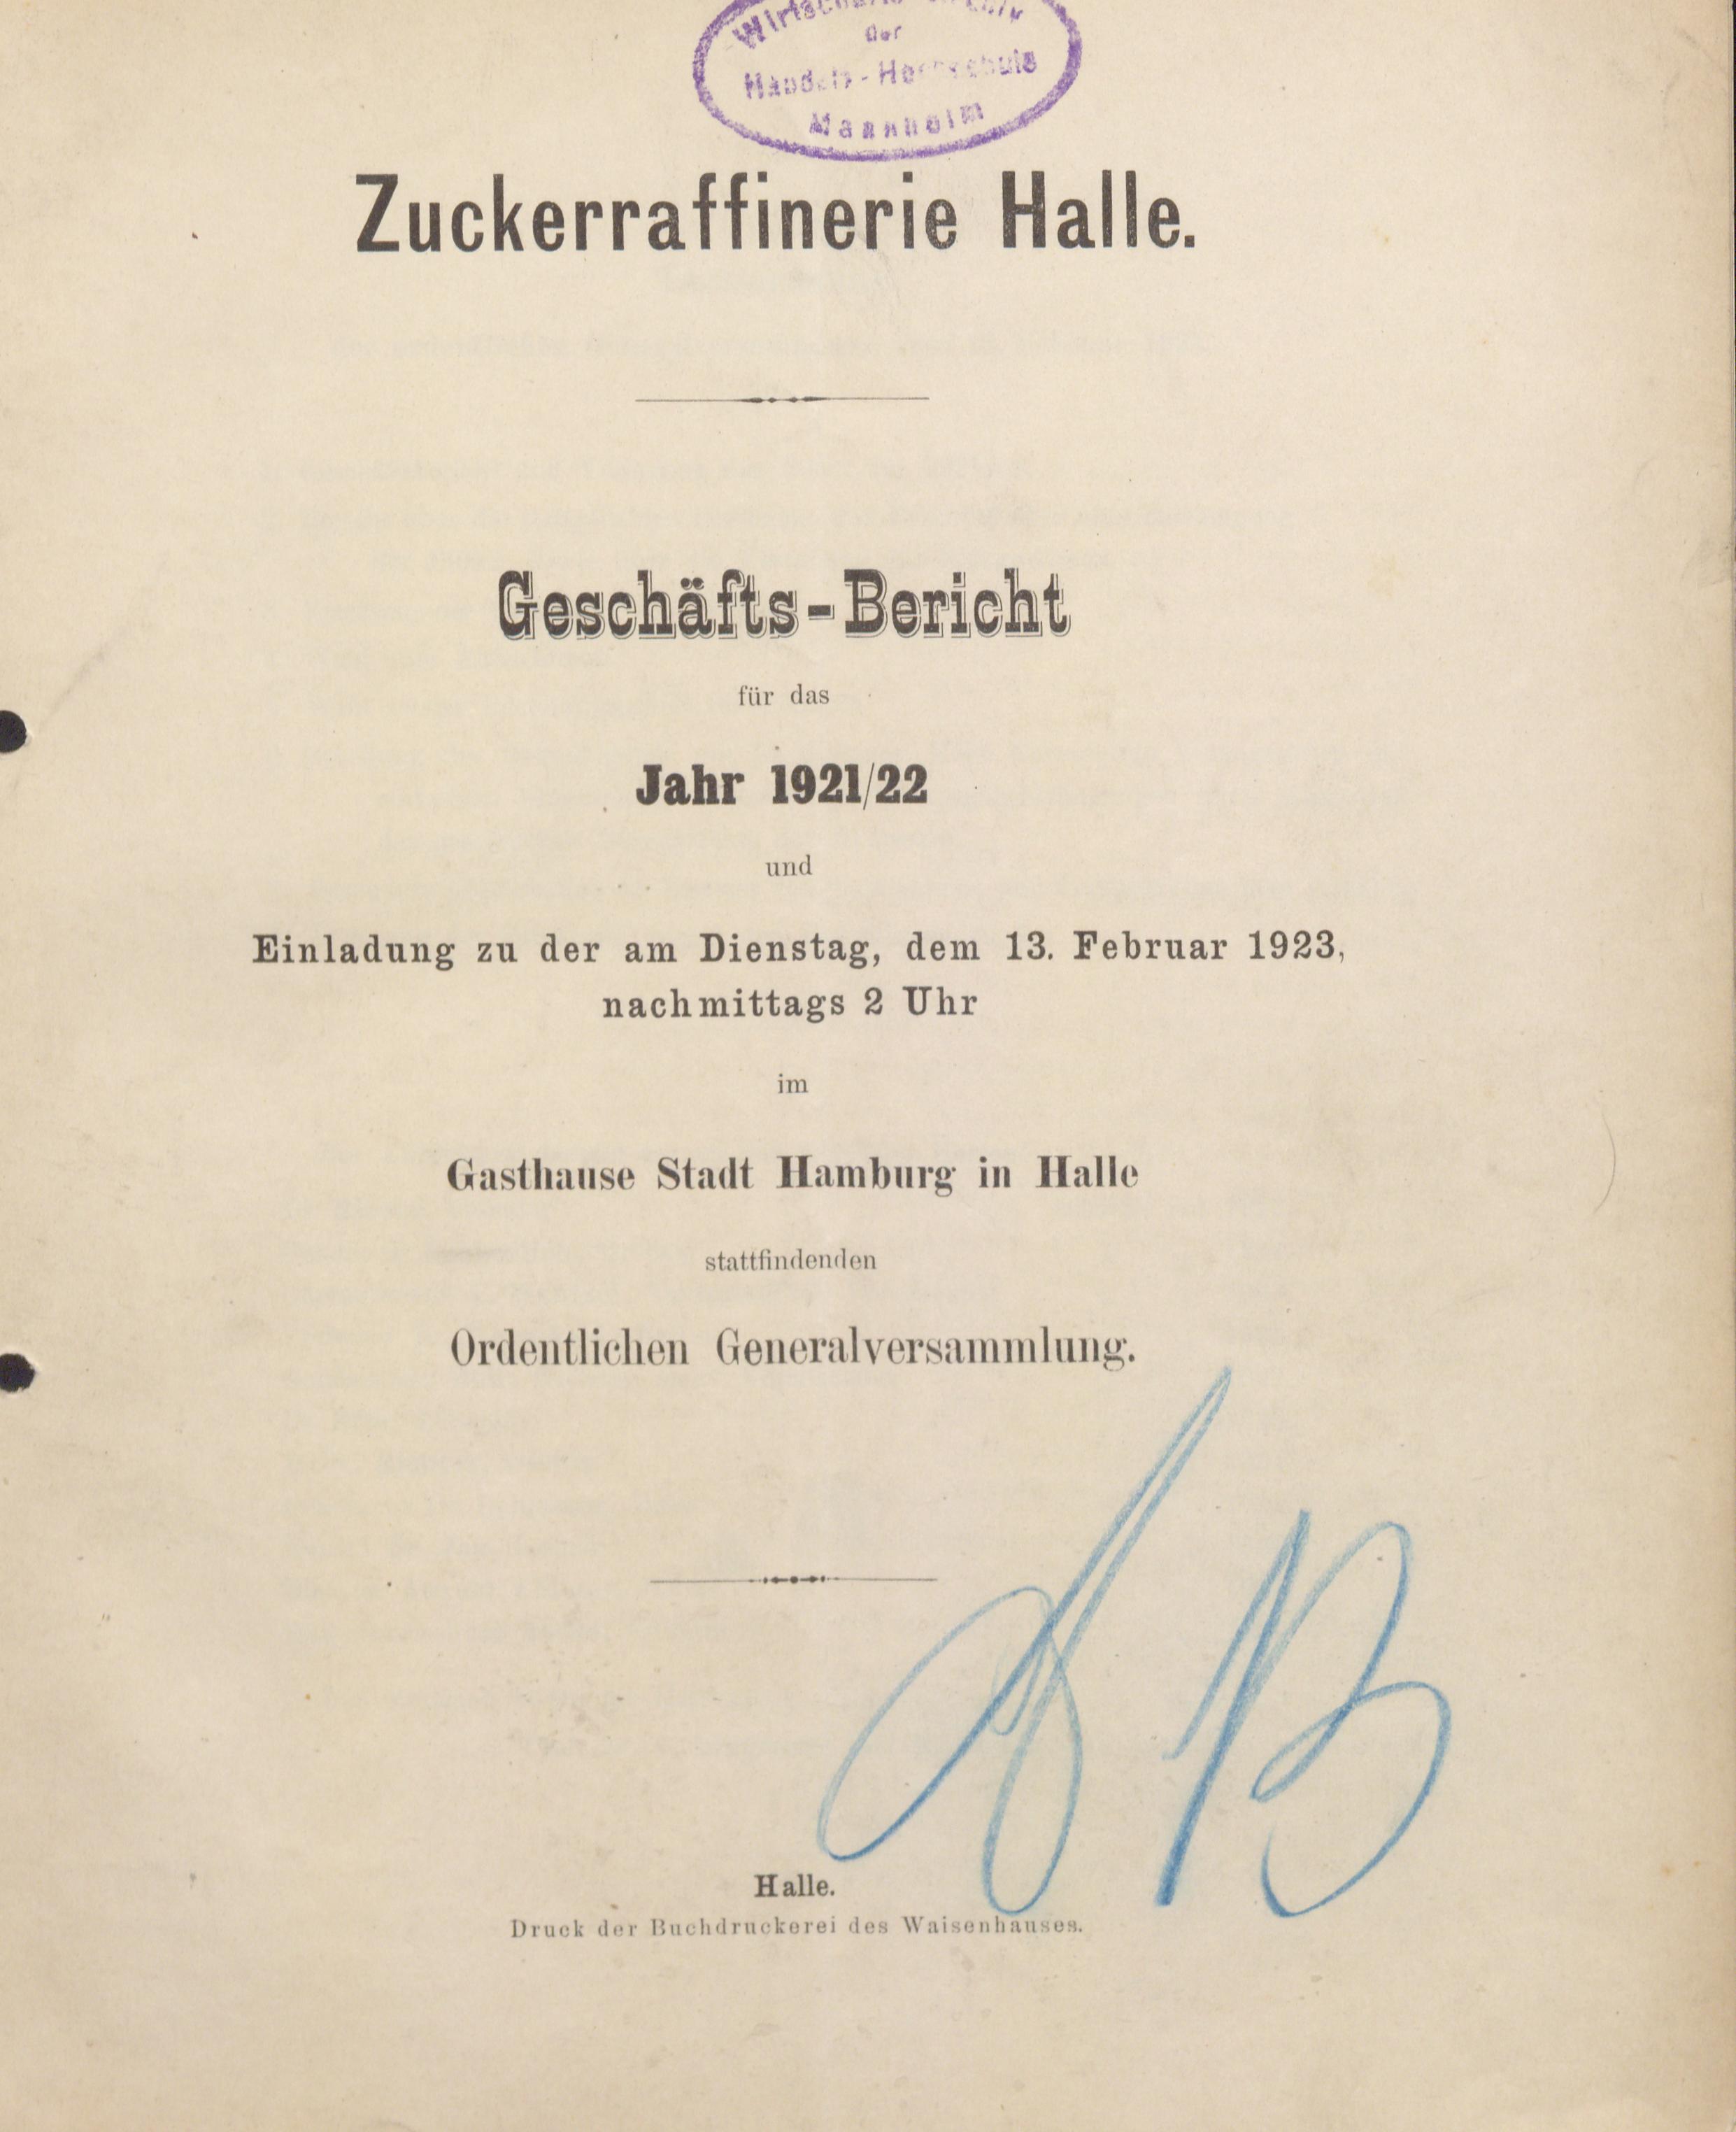 der
Handels-Hochschule
Mannheim
Zuckerraffinerie Halle.
Geschäfts-Bericht
für das
Jahr 1921/22
und
Einladung zu der am Dienstag, dem 13. Februar 1923,
nachmittags 2 Uhr
im
Gasthause Stadt Hamburg in Halle
stattfindenden
Ordentlichen Generalversammlung.
Halle.
Druck der Buchdruckerei des Waisenhauses.